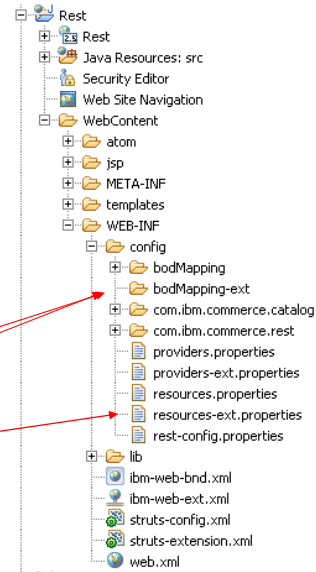 Rest
Rest
Java Resources: src
Security Editor
Web Site Navigation
WebContent
atom
jsp
META-INF
templates
WEB-INF
config
bodMapping
bodMapping-ext
com.ibm.commerce.catalog
com.ibm.commerce.rest
providers.properties
providers-ext.properties
resources.properties
resources-ext.properties
rest-config.properties
lib
ibm-web-bnd.xml
ibm-web-ext.xml
struts-config.xml
struts-extension.xml
web.xml